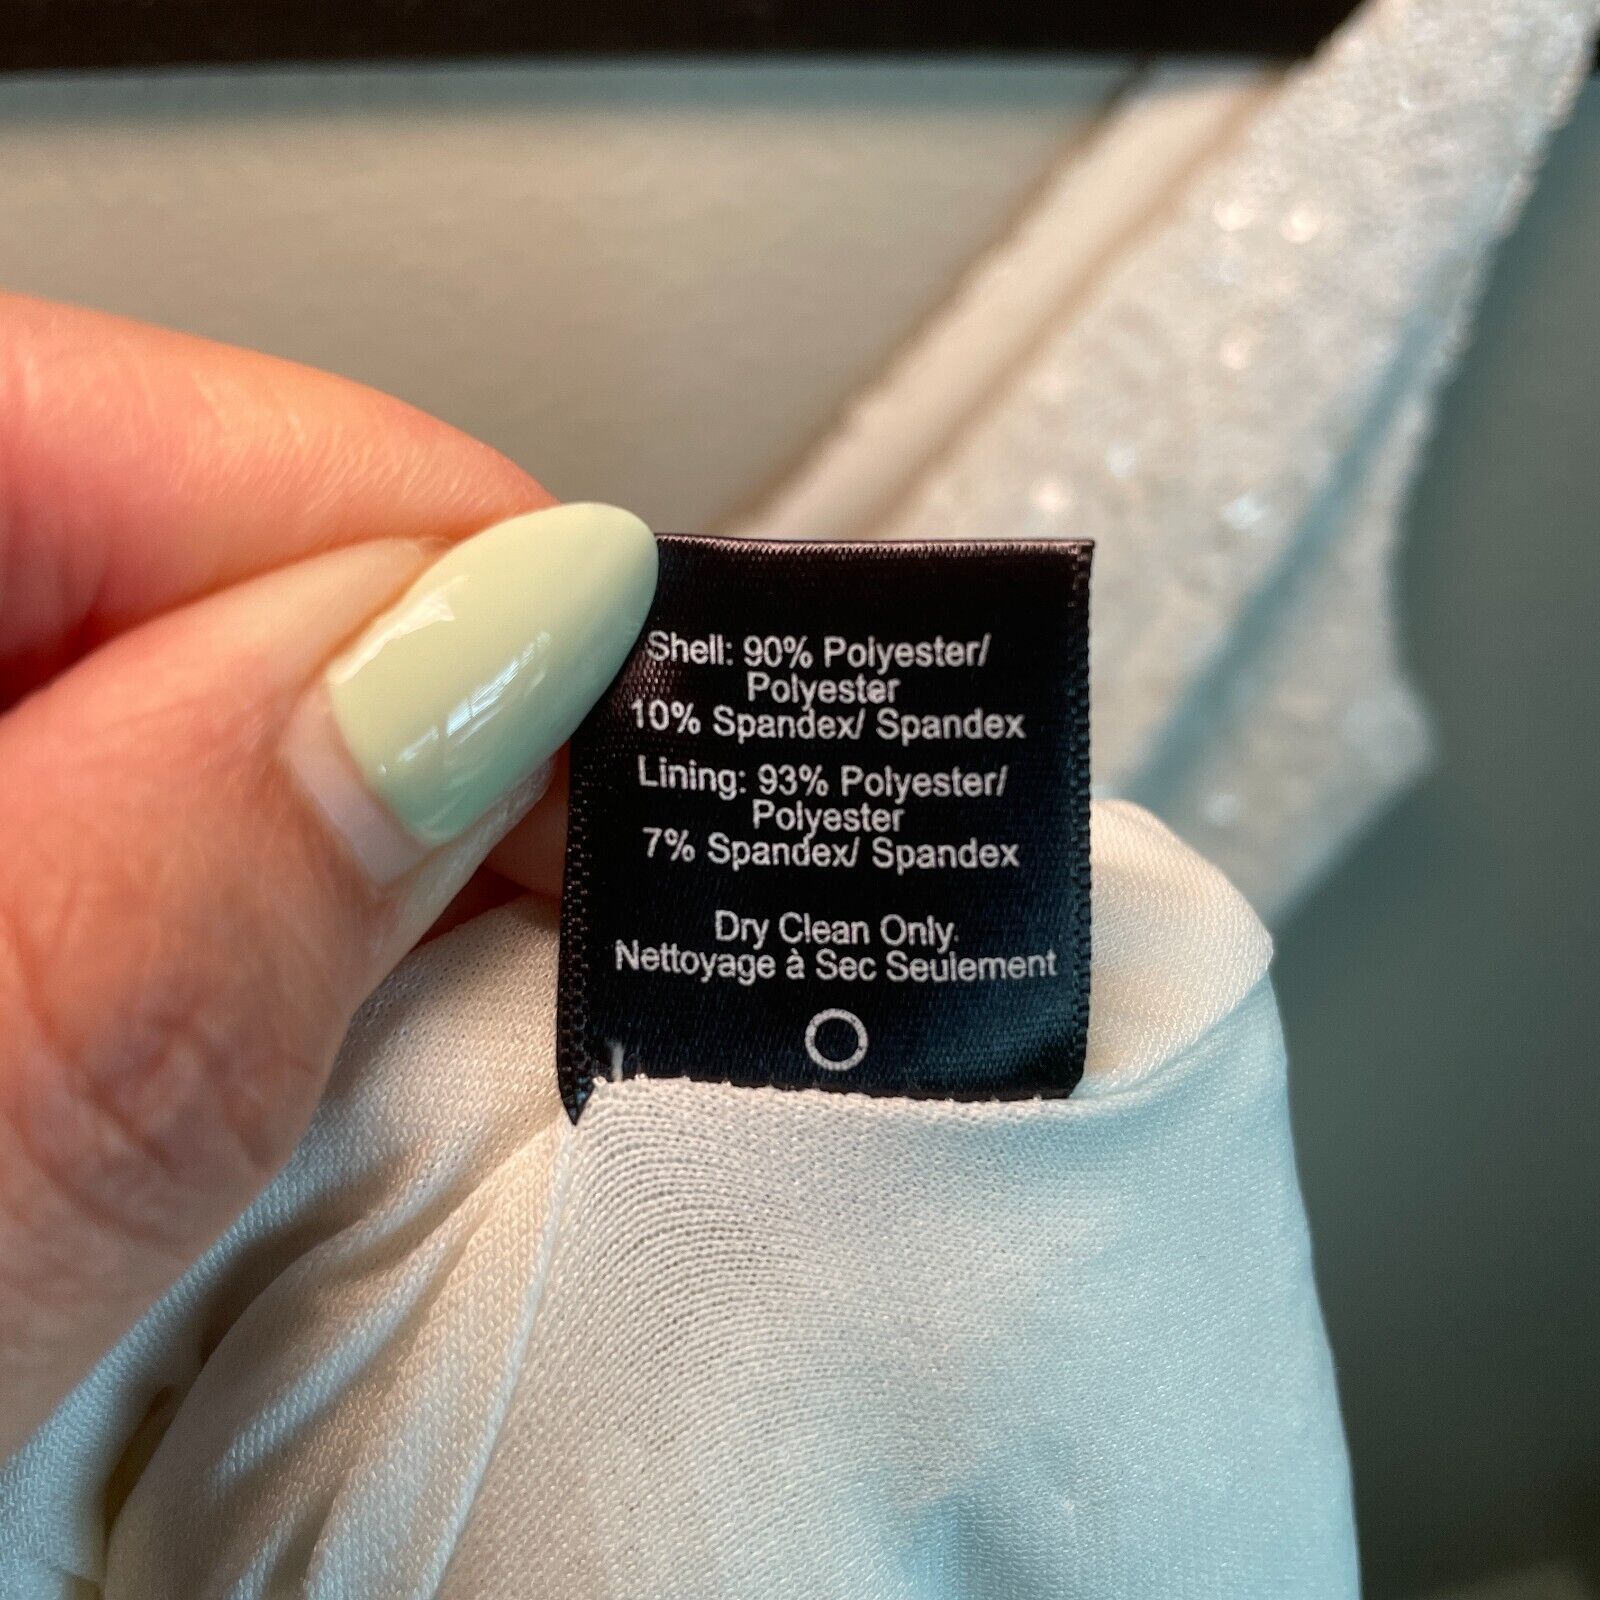 Shell: 90% Polyester/
Polyester
10% Spandex/ Spandex
Lining: 93% Polyester/
Polyester
7% Spandex/ Spandex
Dry Clean Only.
Nettoyage à Sec Seulement